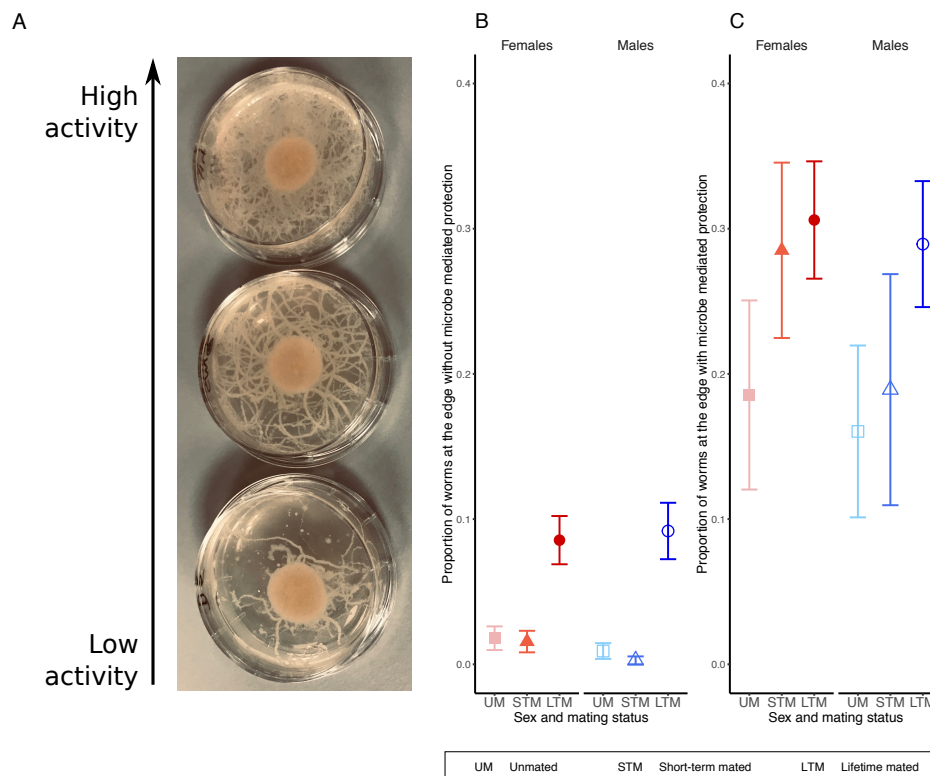 A
High
activity
Low
activity
B
Females
Males
Proportion of worms at the edge without microbe mediated protection
0.4
0.3
0.2
0.1
0.0
UM STM LTM
UM STM LTM
Sex and mating status
C
Females
Males
Proportion of worms at the edge with microbe mediated protection
0.4
0.3
0.2
0.1
0.0
UM STM LTM
UM STM LTM
Sex and mating status
UM Unmated STM Short-term mated LTM Lifetime mated